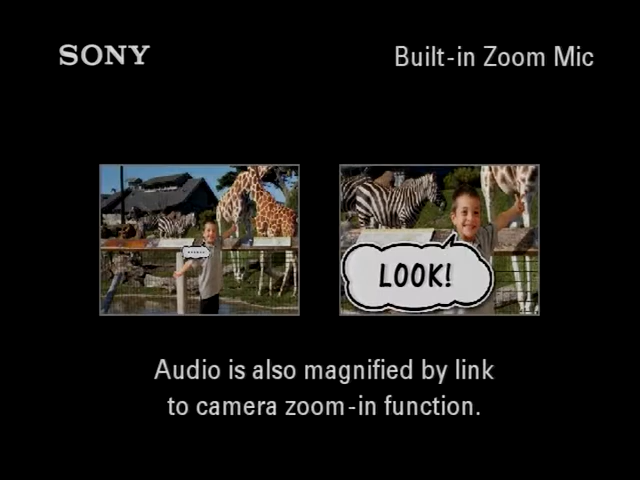 SONY
Built-in Zoom Mic
LOOK!
Audio is also magnified by link
to camera zoom-in function.